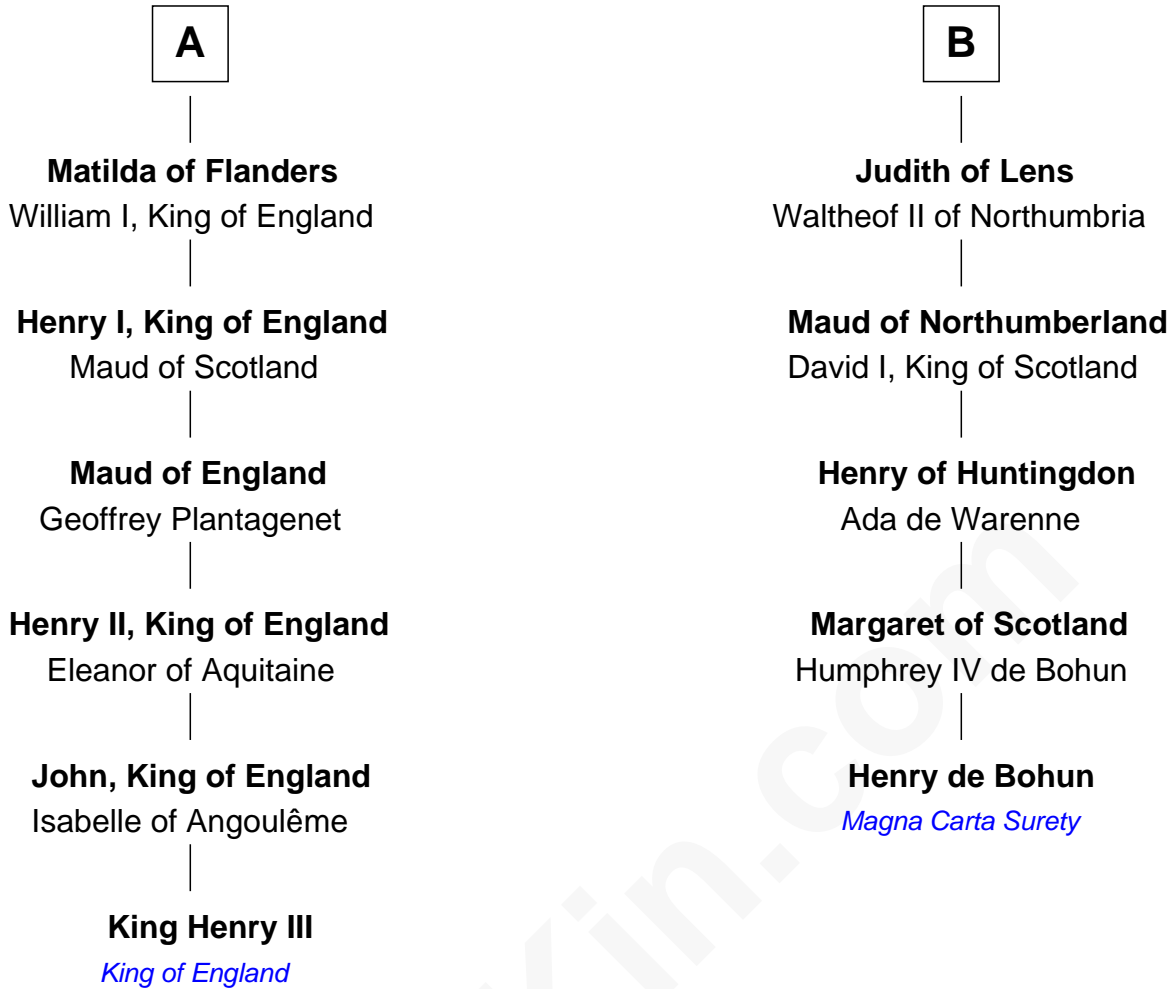 A
Matilda of Flanders
William I, King of England
Henry I, King of England
Maud of Scotland
Maud of England
Geoffrey Plantagenet
Henry II, King of England
Eleanor of Aquitaine
John, King of England
Isabelle of Angoulême
King Henry III
King of England
B
Judith of Lens
Waltheof II of Northumbria
Maud of Northumberland
David I, King of Scotland
Henry of Huntingdon
Ada de Warenne
Margaret of Scotland
Humphrey IV de Bohun
Henry de Bohun
Magna Carta Surety
Kin.com